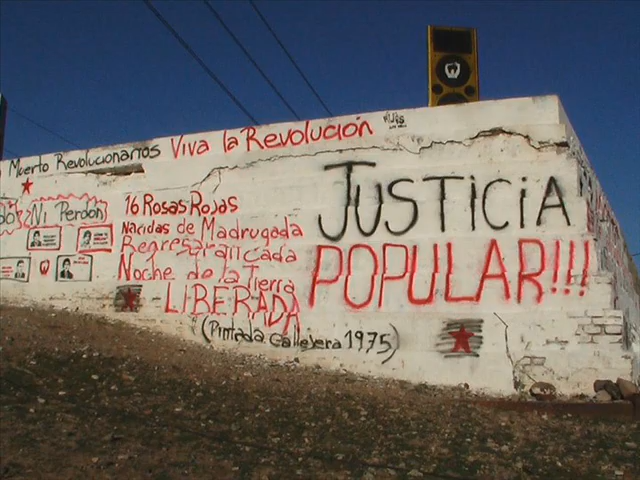 Muerto Revolucionarios Viva la Revolución
Ni Perdon
16 Rosas Rojas
Nacidas de Madrugada
Regresaran cada
Noche de la Tierra
LIBERADA
(Pintada Callejera 1975)
JUSTICIA
POPULAR!!!